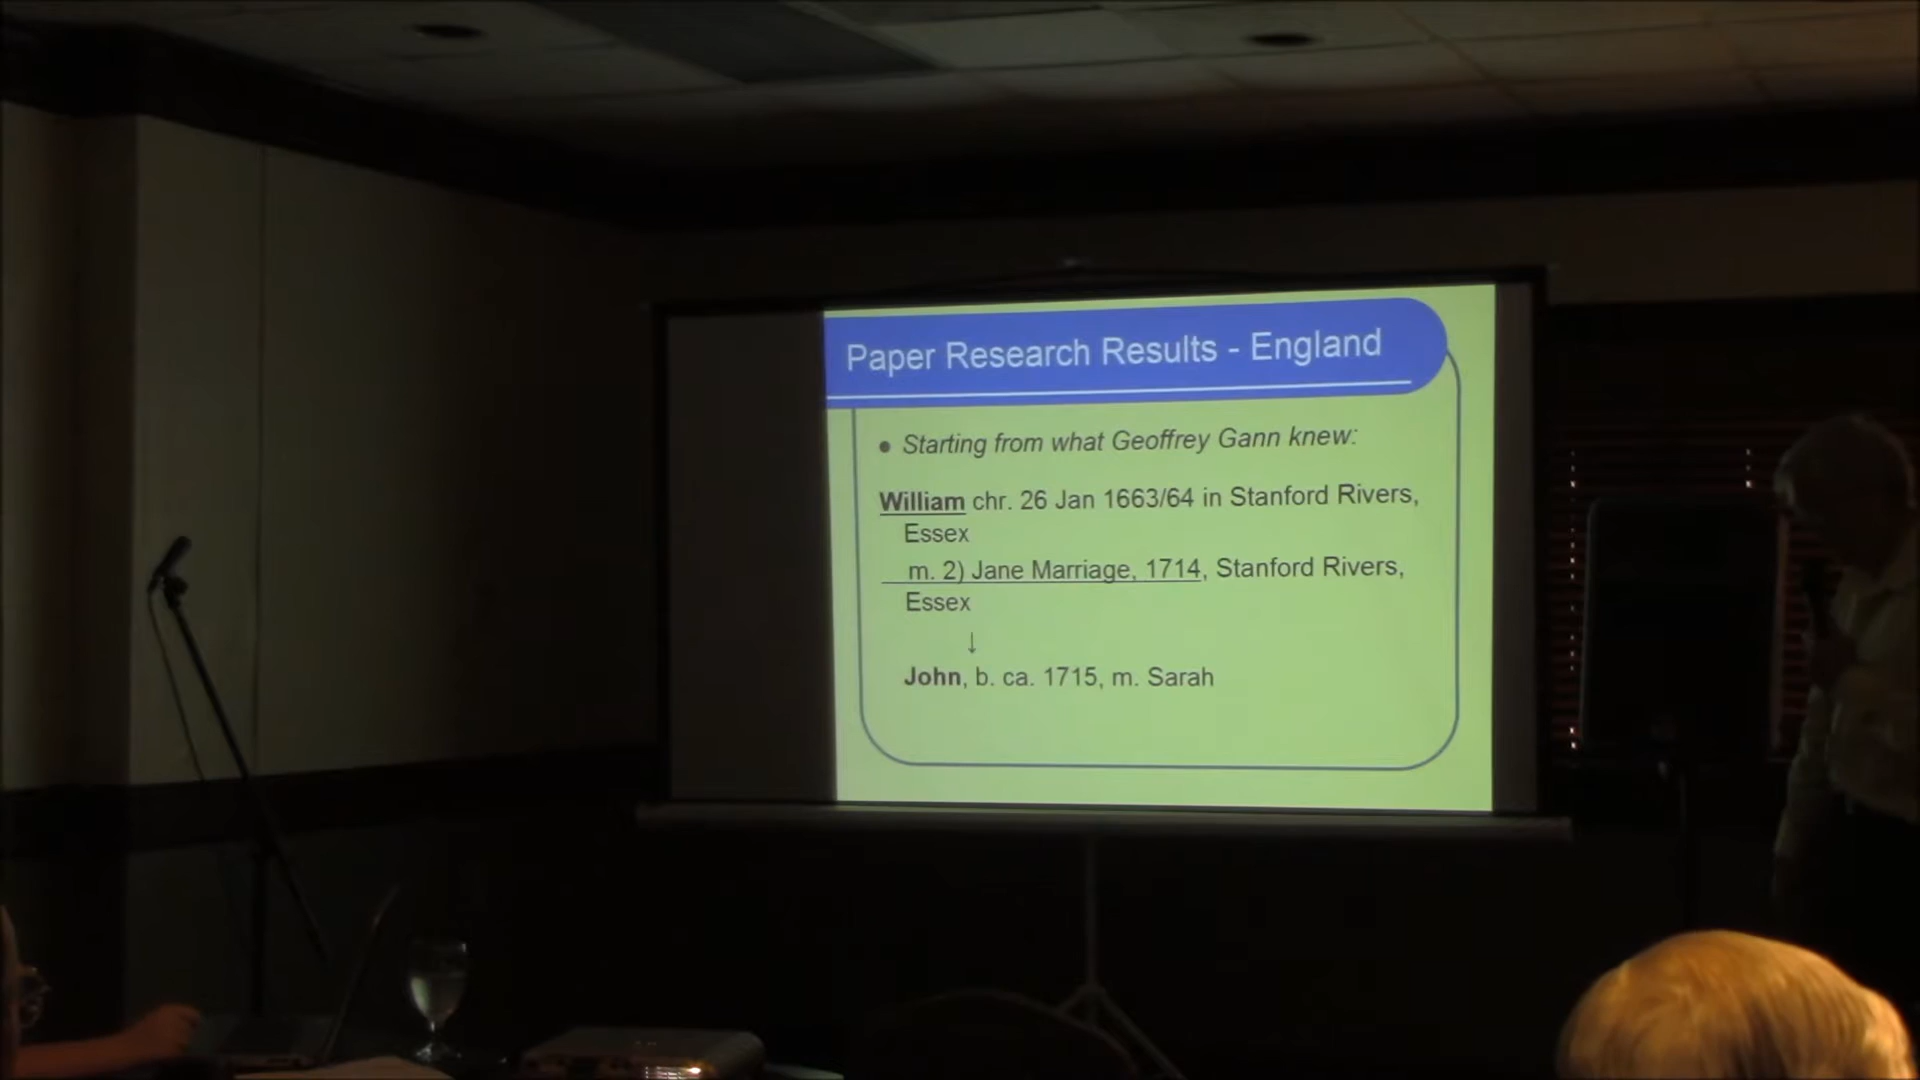 Paper Research Results - England
● Starting from what Geoffrey Gann knew:
William chr. 26 Jan 1663/64 in Stanford Rivers,
Essex
m. 2) Jane Marriage, 1714, Stanford Rivers,
Essex
↓
John, b. ca. 1715, m. Sarah